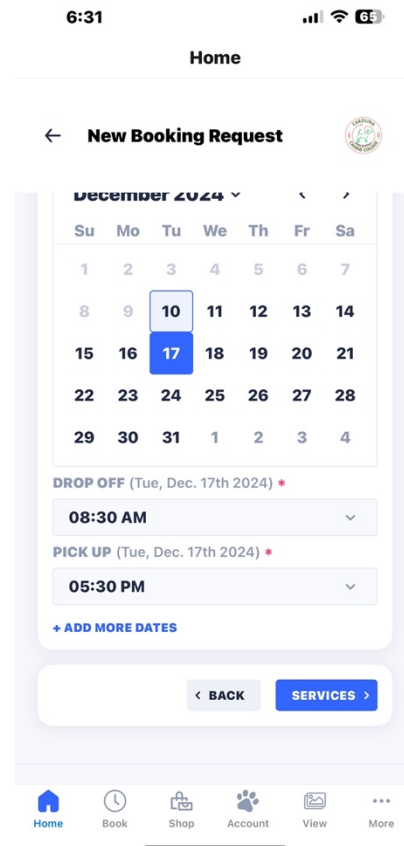 6:31
65
Home
New Booking Request
CAROLINA
CANINE COLLEGE
December 2024
Su Mo Tu We Th Fr Sa
1 2 3 4 5 6 7
8 9 10 11 12 13 14
15 16 17 18 19 20 21
22 23 24 25 26 27 28
29 30 31 1 2 3 4
DROP OFF (Tue, Dec. 17th 2024) *
08:30 AM
PICK UP (Tue, Dec. 17th 2024) *
05:30 PM
+ ADD MORE DATES
BACK SERVICES
Home Book Shop Account View More